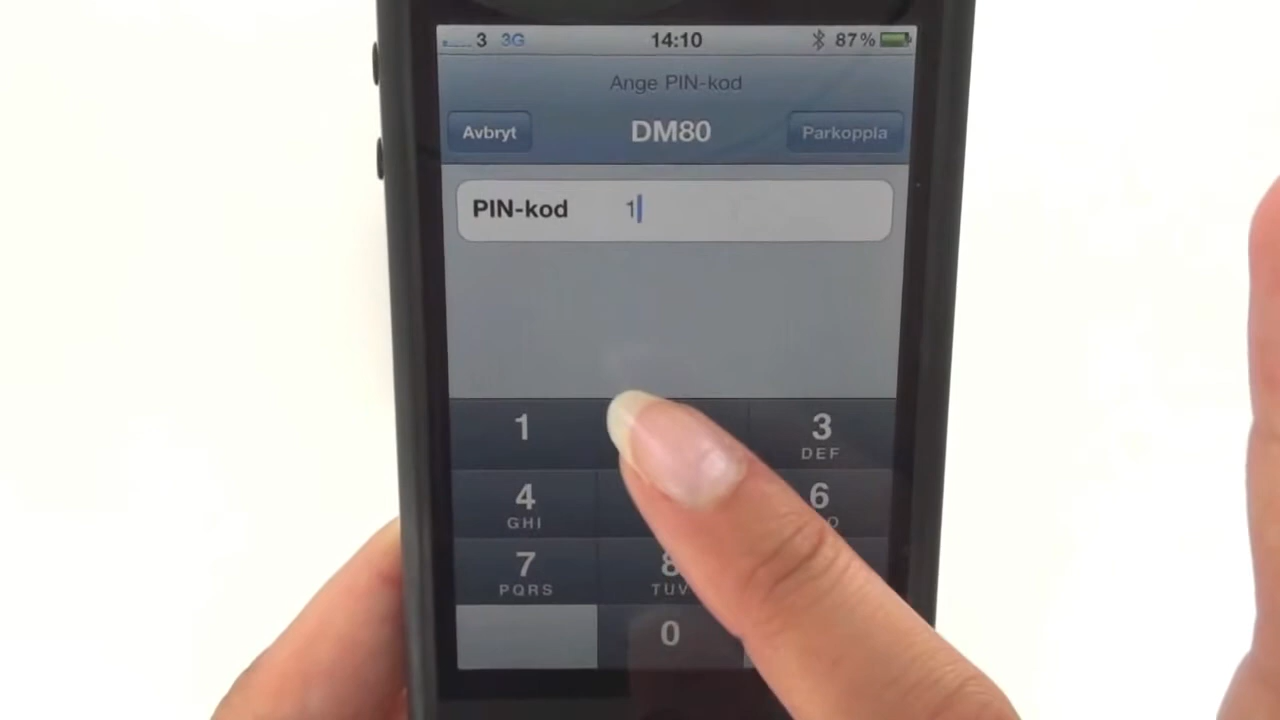 3 3G 14:10 87%
Ange PIN-kod
Avbryt DM80 Parkoppla
PIN-kod 1
1 3
DEF
4 6
GHI
7 8
PQRS TUV
0